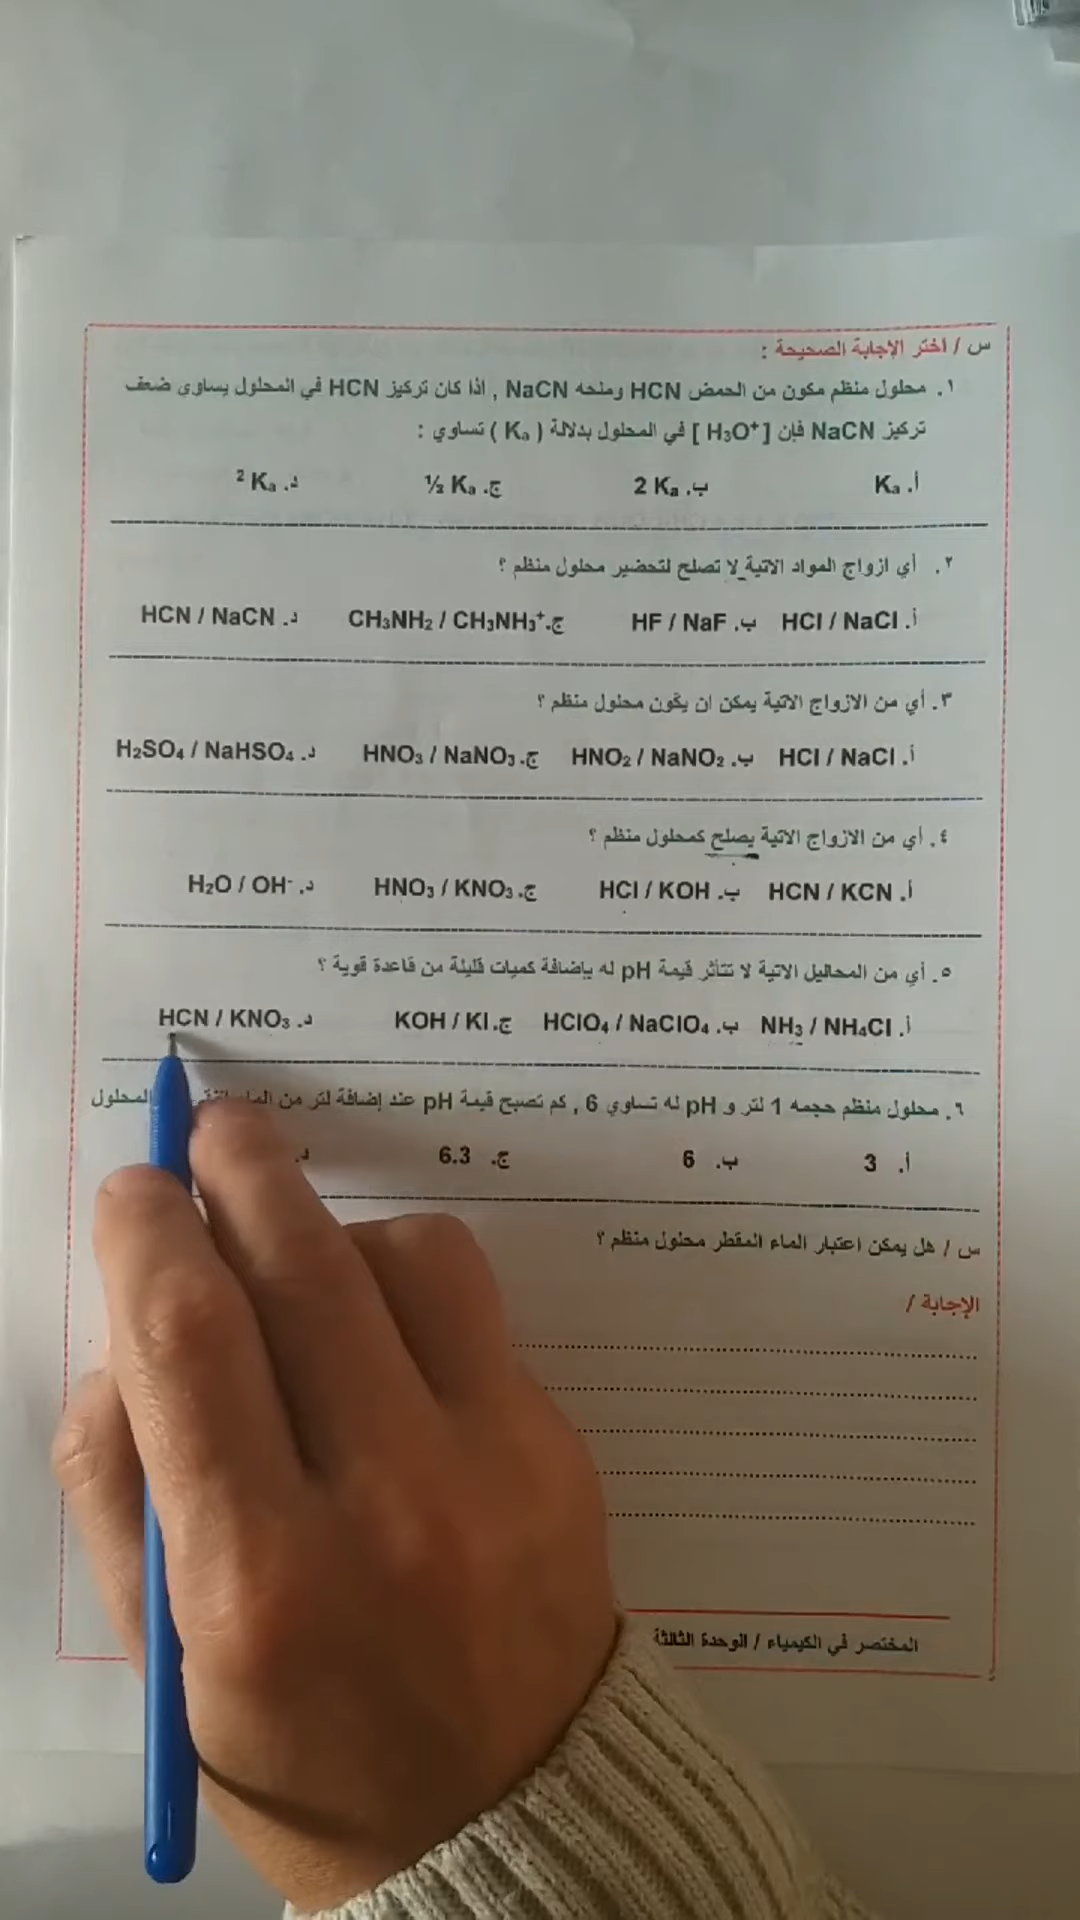 س / اختر الإجابة الصحيحة :
١. محلول منظم مكون من الحمض HCN وملحه NaCN , اذا كان تركيز HCN في المحلول يساوي ضعف
تركيز NaCN فإن [ H₃O⁺ ] في المحلول بدلالة ( Kₐ ) تساوي :
أ. Kₐ ب. 2 Kₐ ج. ½ Kₐ د. ² Kₐ
٢. أي ازواج المواد الاتية لا تصلح لتحضير محلول منظم ؟
أ. HCl / NaCl ب. HF / NaF ج. CH₃NH₂ / CH₃NH₃⁺ د. HCN / NaCN
٣. أي من الازواج الاتية يمكن ان يكون محلول منظم ؟
أ. HCl / NaCl ب. HNO₂ / NaNO₂ ج. HNO₃ / NaNO₃ د. H₂SO₄ / NaHSO₄
٤. أي من الازواج الاتية يصلح كمحلول منظم ؟
أ. HCN / KCN ب. HCl / KOH ج. HNO₃ / KNO₃ د. H₂O / OH⁻
٥. أي من المحاليل الاتية لا تتأثر قيمة pH له بإضافة كميات قليلة من قاعدة قوية ؟
أ. NH₃ / NH₄Cl ب. HClO₄ / NaClO₄ ج. KOH / KI د. HCN / KNO₃
٦. محلول منظم حجمه 1 لتر و pH له تساوي 6 , كم تصبح قيمة pH عند إضافة لتر من الماء المحلول
أ. 3 ب. 6 ج. 6.3 د.
س / هل يمكن اعتبار الماء المقطر محلول منظم ؟
الإجابة /
المختصر في الكيمياء / الوحدة الثالثة